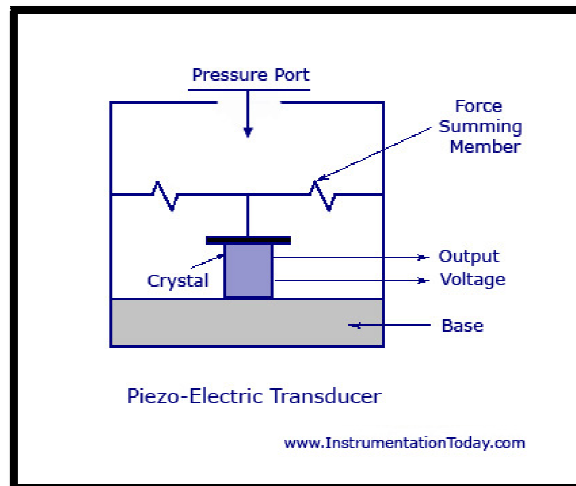 Pressure Port
Force
Summing
Member
Crystal
Output
Voltage
Base
Piezo-Electric Transducer
www.InstrumentationToday.com